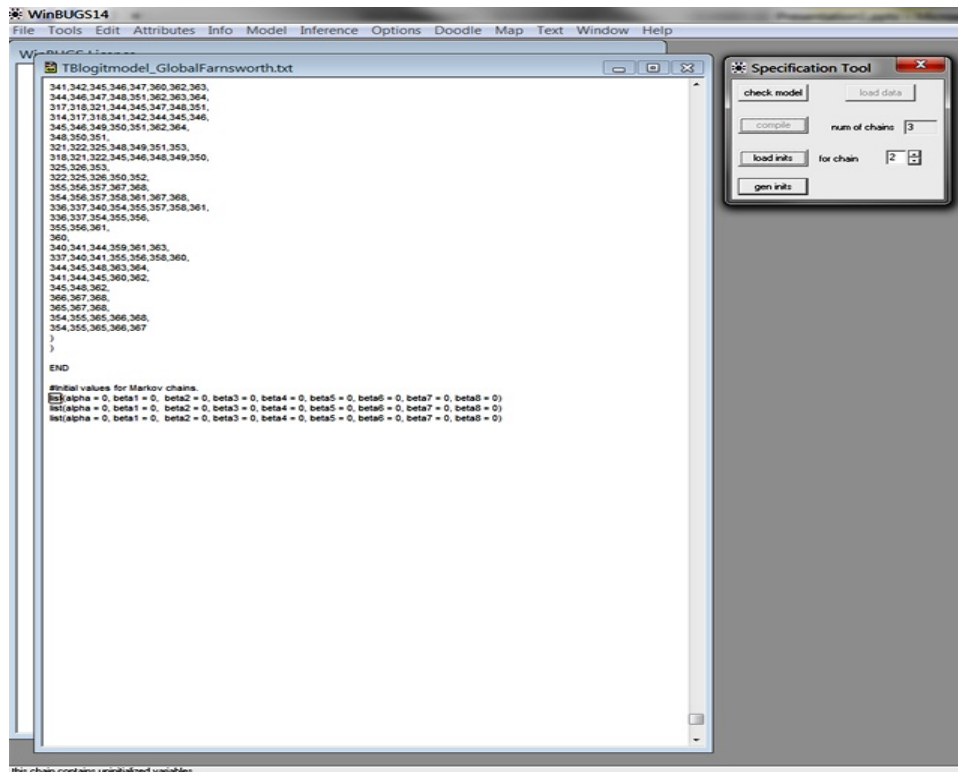 WinBUGS14
File Tools Edit Attributes Info Model Inference Options Doodle Map Text Window Help
TBlogitmodel_GlobalFarnsworth.txt
341,342,345,346,347,360,362,363,
344,346,347,348,351,362,363,364,
317,318,321,344,345,347,348,351,
314,317,318,341,342,344,345,346,
345,346,349,350,351,362,364,
348,350,351,
321,322,325,348,349,351,353,
318,321,322,345,346,348,349,350,
325,326,353,
322,325,326,350,352,
355,356,357,367,368,
354,356,357,358,361,367,368,
336,337,340,354,355,357,358,361,
336,337,354,355,356,
355,356,361,
360,
340,341,344,359,361,363,
337,340,341,355,356,358,360,
344,345,348,363,364,
341,344,345,360,362,
345,348,362,
366,367,368,
365,367,368,
354,355,365,366,368,
354,355,365,366,367
)
)
END
#Initial values for Markov chains.
list(alpha = 0, beta1 = 0, beta2 = 0, beta3 = 0, beta4 = 0, beta5 = 0, beta6 = 0, beta7 = 0, beta8 = 0)
list(alpha = 0, beta1 = 0, beta2 = 0, beta3 = 0, beta4 = 0, beta5 = 0, beta6 = 0, beta7 = 0, beta8 = 0)
list(alpha = 0, beta1 = 0, beta2 = 0, beta3 = 0, beta4 = 0, beta5 = 0, beta6 = 0, beta7 = 0, beta8 = 0)
Specification Tool
check model load data
compile num of chains 3
load inits for chain 2
gen inits
this chain contains uninitialized variables